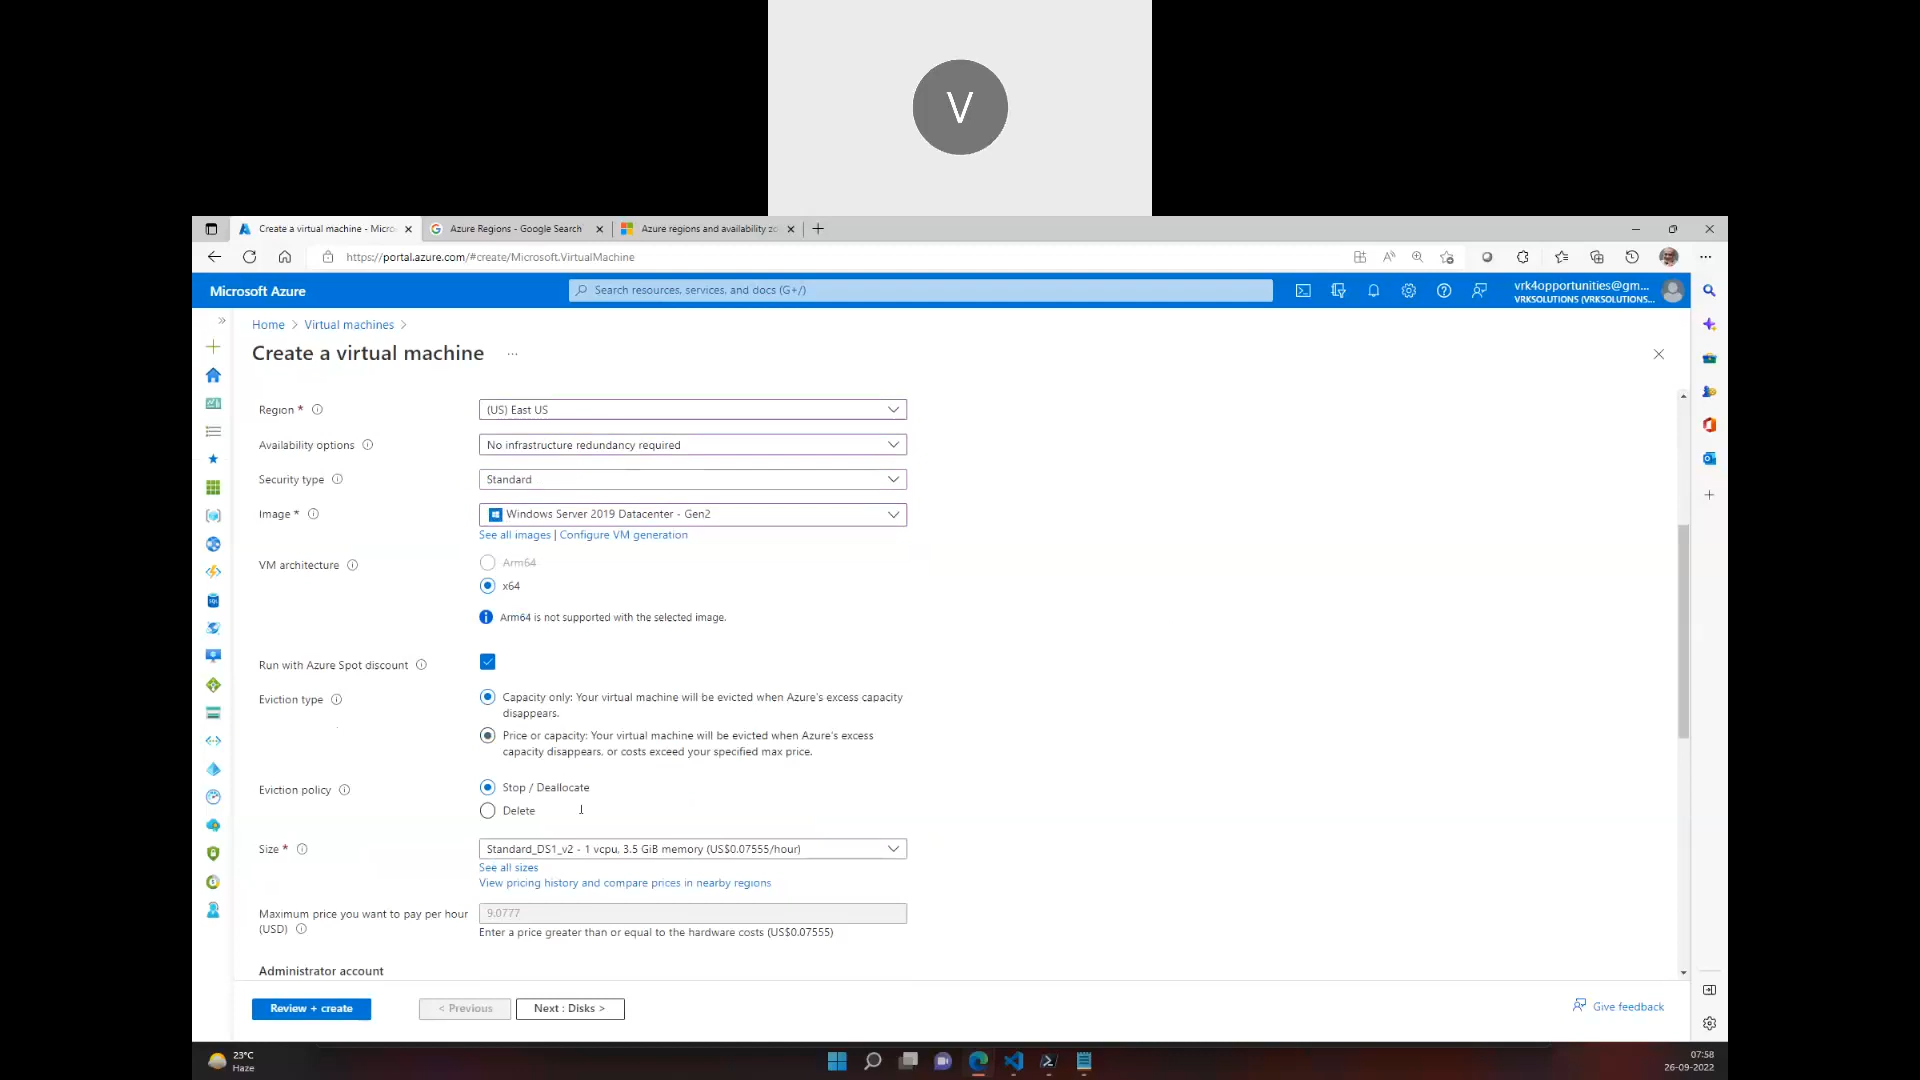 V
Create a virtual machine - Micro
Azure Regions - Google Search
Azure regions and availability zo
https://portal.azure.com/#create/Microsoft.VirtualMachine
Microsoft Azure
Search resources, services, and docs (G+/)
vrk4opportunities@gm...
VRKSOLUTIONS (VRKSOLUTIONS...
Home > Virtual machines >
Create a virtual machine ...
Region *
(US) East US
Availability options
No infrastructure redundancy required
Security type
Standard
Image *
Windows Server 2019 Datacenter - Gen2
See all images | Configure VM generation
VM architecture
Arm64
x64
Arm64 is not supported with the selected image.
Run with Azure Spot discount
Eviction type
Capacity only: Your virtual machine will be evicted when Azure's excess capacity
disappears.
Price or capacity: Your virtual machine will be evicted when Azure's excess
capacity disappears, or costs exceed your specified max price.
Eviction policy
Stop / Deallocate
Delete
Size *
Standard_DS1_v2 - 1 vcpu, 3.5 GiB memory (US$0.07555/hour)
See all sizes
View pricing history and compare prices in nearby regions
Maximum price you want to pay per hour
(USD)
9.0777
Enter a price greater than or equal to the hardware costs (US$0.07555)
Administrator account
Review + create
< Previous
Next : Disks >
Give feedback
23°C
Haze
07:58
26-09-2022